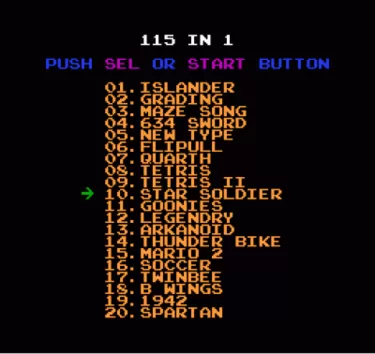 115 IN 1
PUSH SEL OR START BUTTON
01. ISLANDER
02. GRADING
03. MAZE SONG
04. 634 SWORD
05. NEW TYPE
06. FLIPULL
07. QUARTH
08. TETRIS
09. TETRIS II
10. STAR SOLDIER
11. GOONIES
12. LEGENDRY
13. ARKANOID
14. THUNDER BIKE
15. MARIO 2
16. SOCCER
17. TWINBEE
18. B WINGS
19. 1942
20. SPARTAN